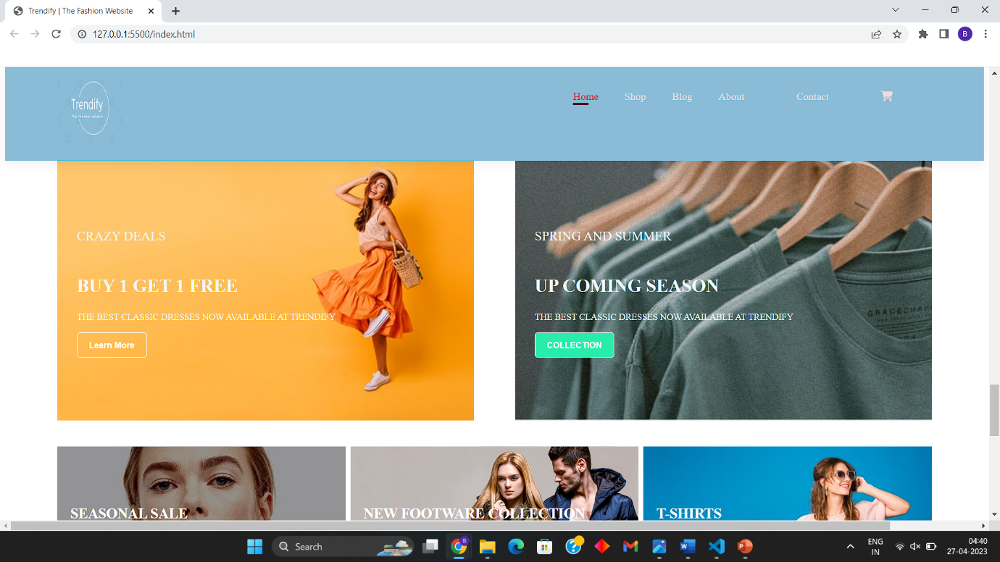 Trendify | The Fashion Website
127.0.0.1:5500/index.html
B
Trendify
Home Shop Blog About Contact
CRAZY DEALS
BUY 1 GET 1 FREE
THE BEST CLASSIC DRESSES NOW AVAILABLE AT TRENDIFY
Learn More
SPRING AND SUMMER
UP COMING SEASON
THE BEST CLASSIC DRESSES NOW AVAILABLE AT TRENDIFY
COLLECTION
GRACECHAP
SEASONAL SALE
NEW FOOTWARE COLLECTION
T-SHIRTS
Search
B
ENG
IN
04:40
27-04-2023